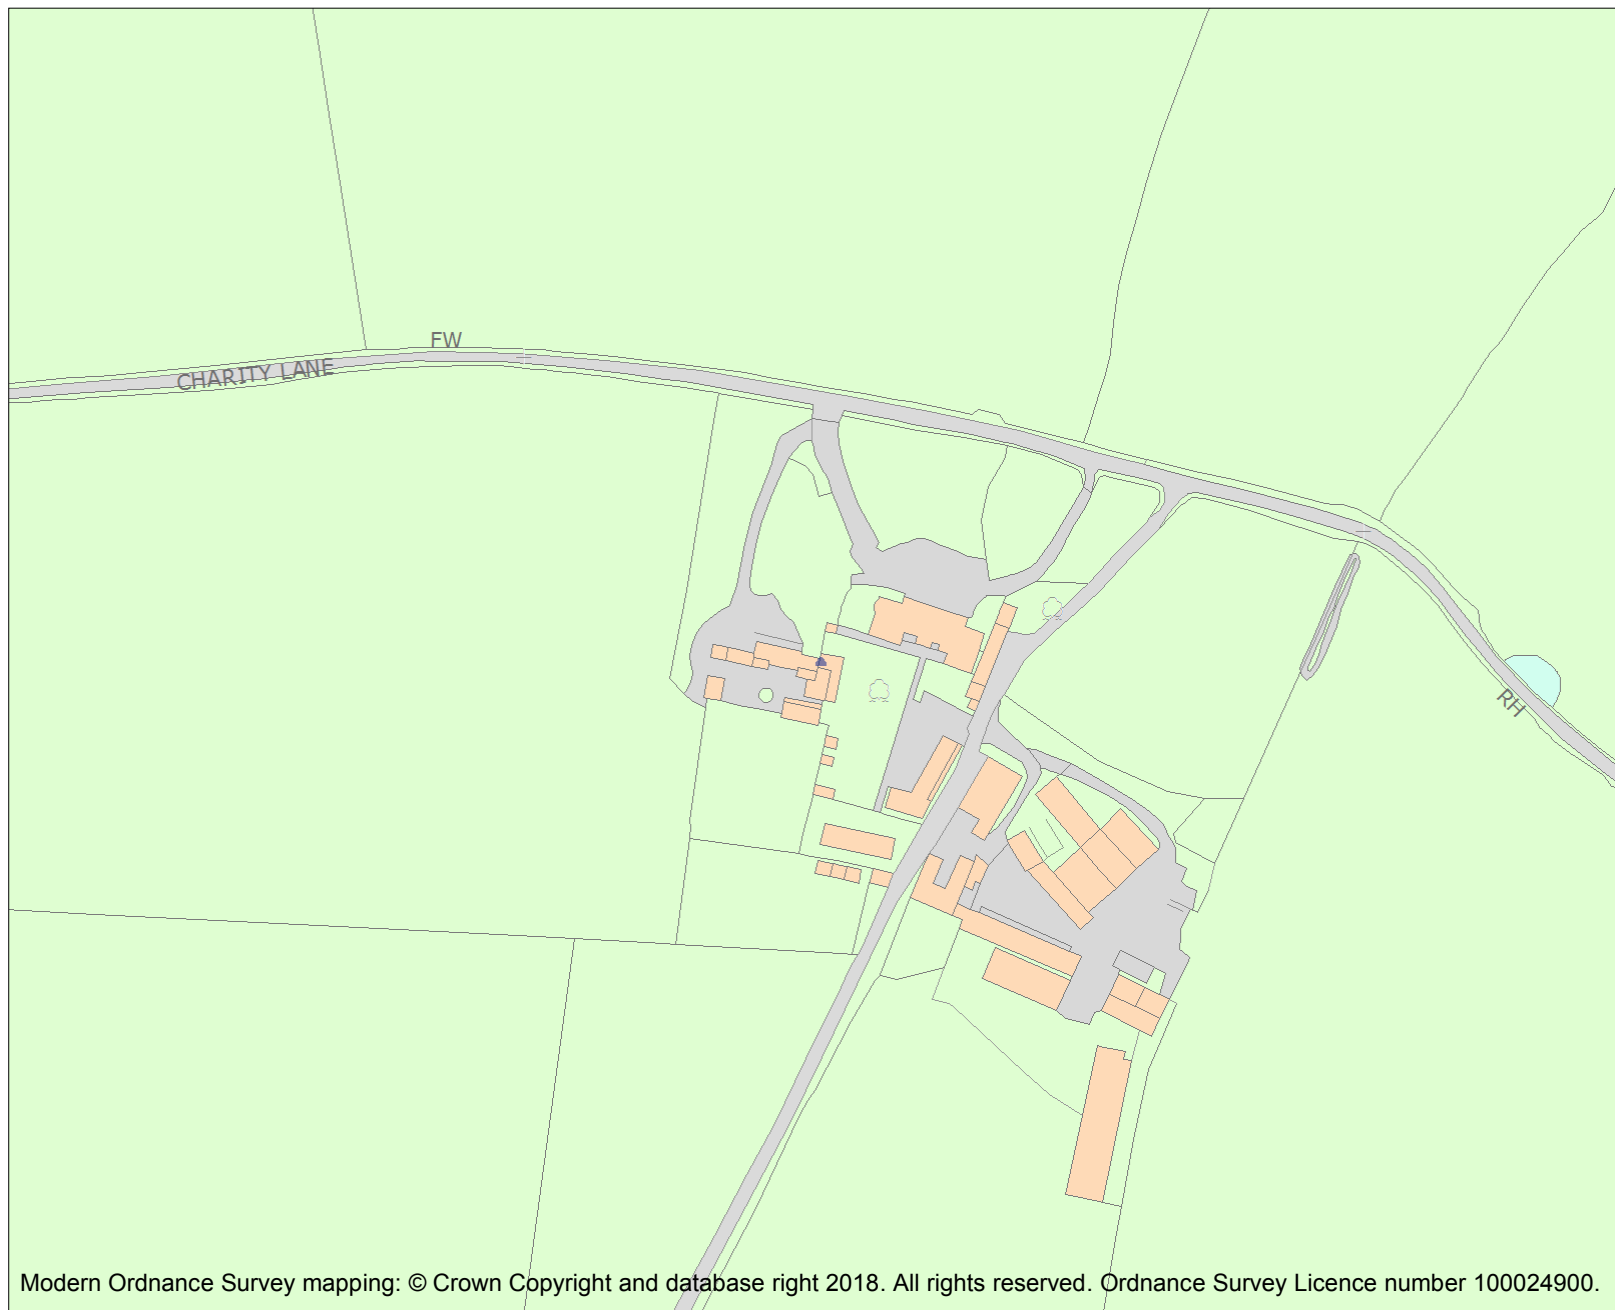 FW
CHARITY LANE
RH
Modern Ordnance Survey mapping: © Crown Copyright and database right 2018. All rights reserved. Ordnance Survey Licence number 100024900.